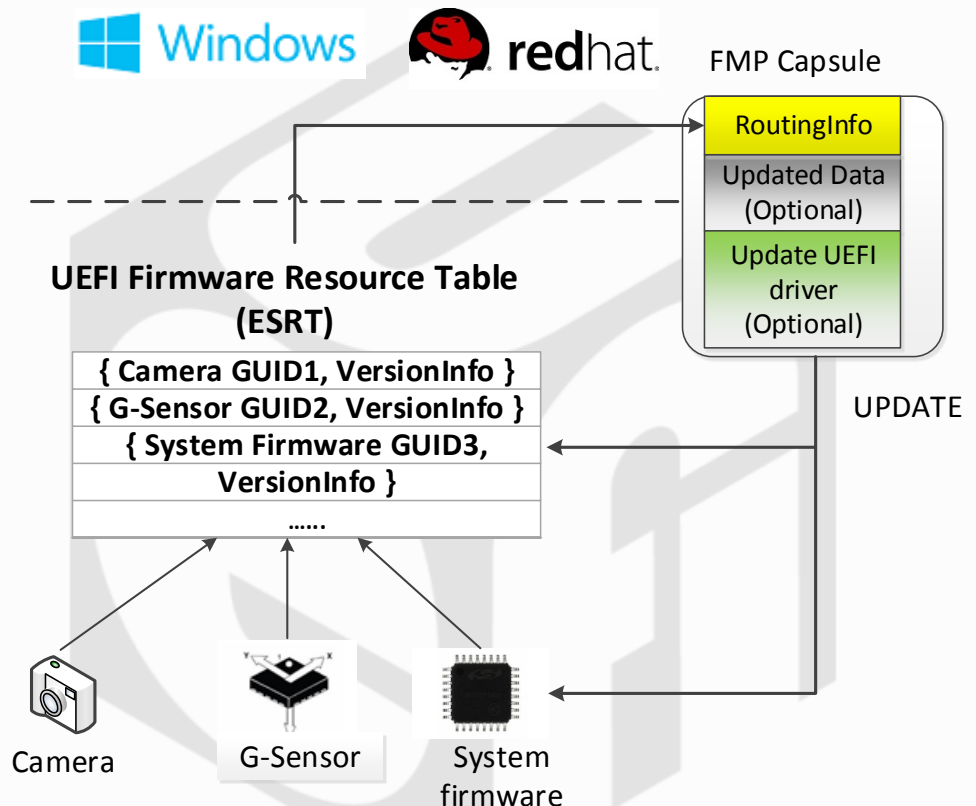 Windows
redhat.
FMP Capsule
RoutingInfo
Updated Data
(Optional)
Update UEFI
driver
(Optional)
UEFI Firmware Resource Table
(ESRT)
{ Camera GUID1, VersionInfo }
{ G-Sensor GUID2, VersionInfo }
{ System Firmware GUID3,
VersionInfo }
......
UPDATE
Y
X
Camera
G-Sensor
System
firmware